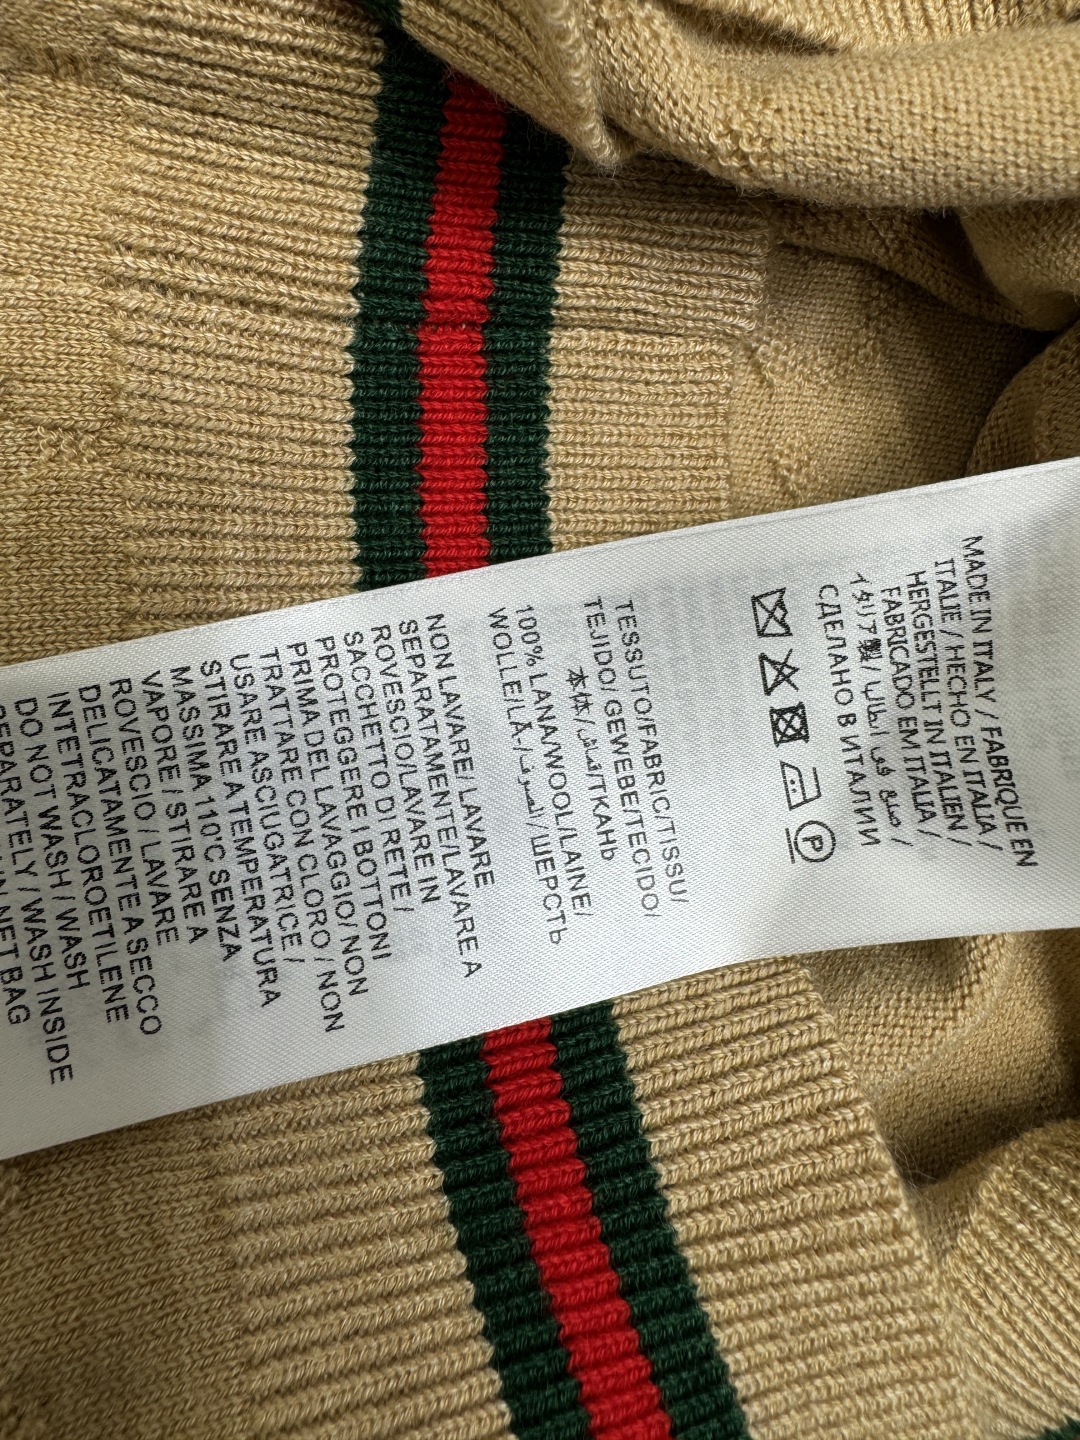 MADE IN ITALY / FABRIQUE EN
ITALIE / HECHO EN ITALIA /
HERGESTELLT IN ITALIEN /
FABRICADO EM ITALIA /
イタリア製 / صنع في ايطاليا /
СДЕЛАНО В ИТАЛИИ
P
TESSUTO/FABRIC/TISSU/
TEJIDO/GEWEBE/TECIDO/
本体/قماش/ТКАНЬ
100% LANA/WOOL/LAINE/
WOLLE/LÃ/الصوف/ШЕРСТЬ
NON LAVARE/ LAVARE
SEPARATAMENTE/LAVARE A
ROVESCIO/LAVARE IN
SACCHETTO DI RETE /
PROTEGGERE I BOTTONI
PRIMA DEL LAVAGGIO/ NON
TRATTARE CON CLORO / NON
USARE ASCIUGATRICE /
STIRARE A TEMPERATURA
MASSIMA 110°C SENZA
VAPORE / STIRARE A
ROVESCIO / LAVARE
DELICATAMENTE A SECCO
INTETRACLOROETILENE
DO NOT WASH / WASH
SEPARATELY / WASH INSIDE
NET BAG